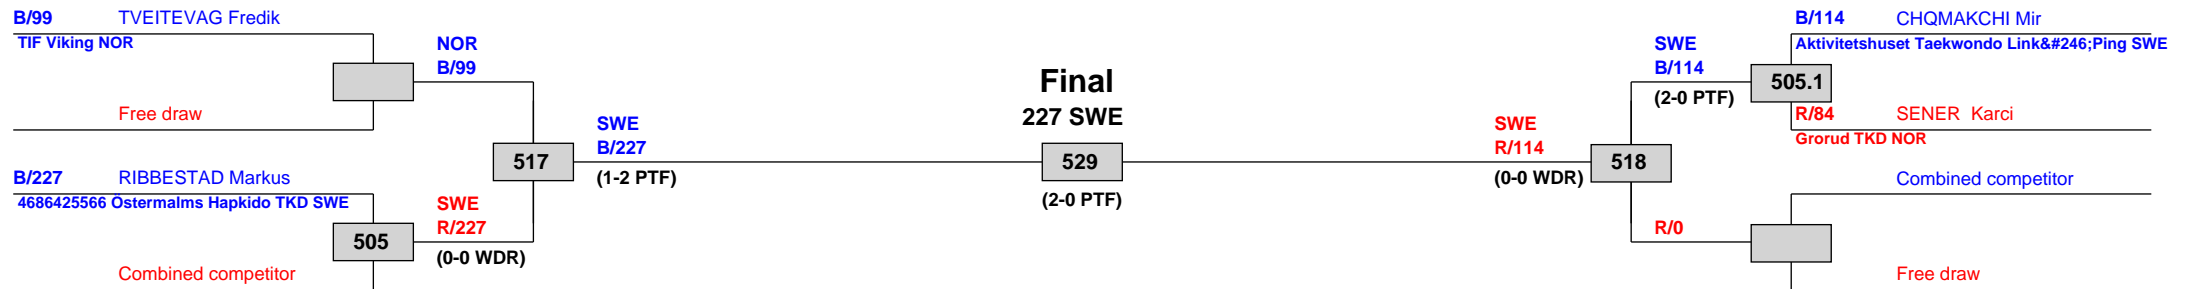 B/99 TVEITEVAG Fredik
TIF Viking NOR
NOR
B/99
Free draw
SWE
B/227
517
(1-2 PTF)
B/227 RIBBESTAD Markus
4686425566 Östermalms Hapkido TKD SWE
SWE
R/227
505
(0-0 WDR)
Combined competitor
Final
227 SWE
529
(2-0 PTF)
B/114 CHQMAKCHI Mir
Aktivitetshuset Taekwondo Link&#246;Ping SWE
SWE
B/114
505.1
(2-0 PTF)
R/84 SENER Karci
Grorud TKD NOR
SWE
R/114
518
(0-0 WDR)
Combined competitor
R/0
Free draw